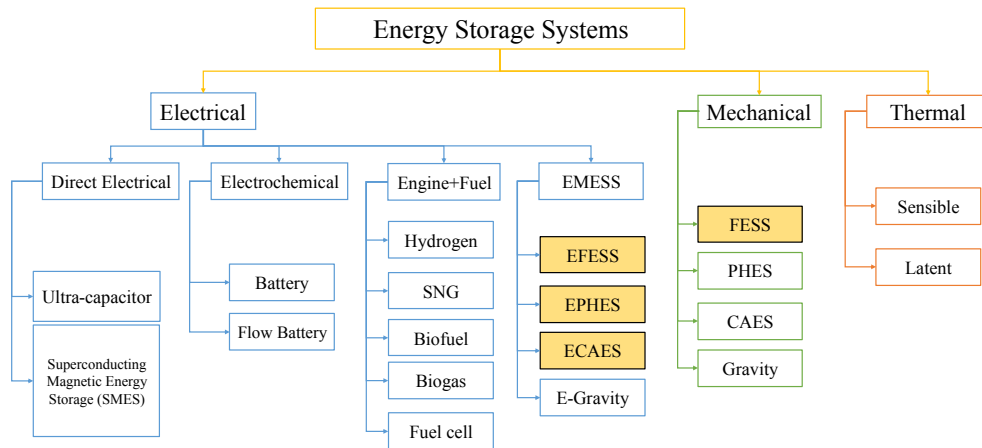 Energy Storage Systems
Electrical
Mechanical
Thermal
Direct Electrical
Electrochemical
Engine+Fuel
EMESS
Ultra-capacitor
Superconducting
Magnetic Energy
Storage (SMES)
Battery
Flow Battery
Hydrogen
SNG
Biofuel
Biogas
Fuel cell
EFESS
EPHES
ECAES
E-Gravity
FESS
PHES
CAES
Gravity
Sensible
Latent